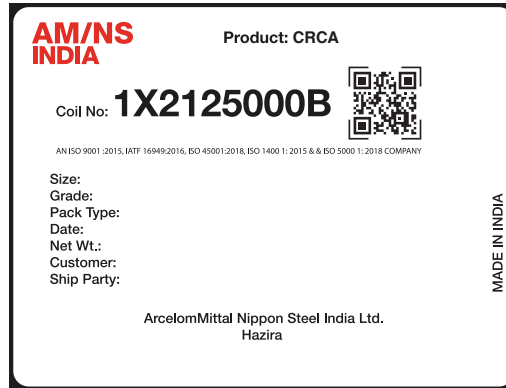 AM/NS
INDIA
Product: CRCA
Coil No: 1X2125000B
AN ISO 9001 :2015, IATF 16949:2016, ISO 45001:2018, ISO 1400 1: 2015 & & ISO 5000 1: 2018 COMPANY
Size:
Grade:
Pack Type:
Date:
Net Wt.:
Customer:
Ship Party:
MADE IN INDIA
ArcelomMittal Nippon Steel India Ltd.
Hazira